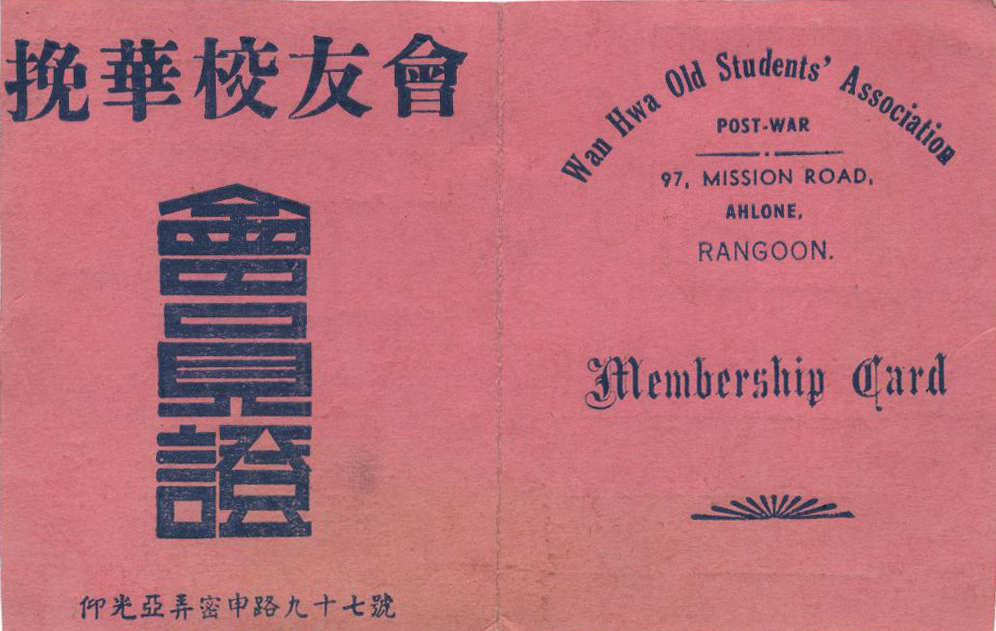 挽華校友會
會員證
仰光亞弄密申路九十七號
Wan Hwa Old Students' Association
POST-WAR
97, MISSION ROAD,
AHLONE,
RANGOON.
Membership Card